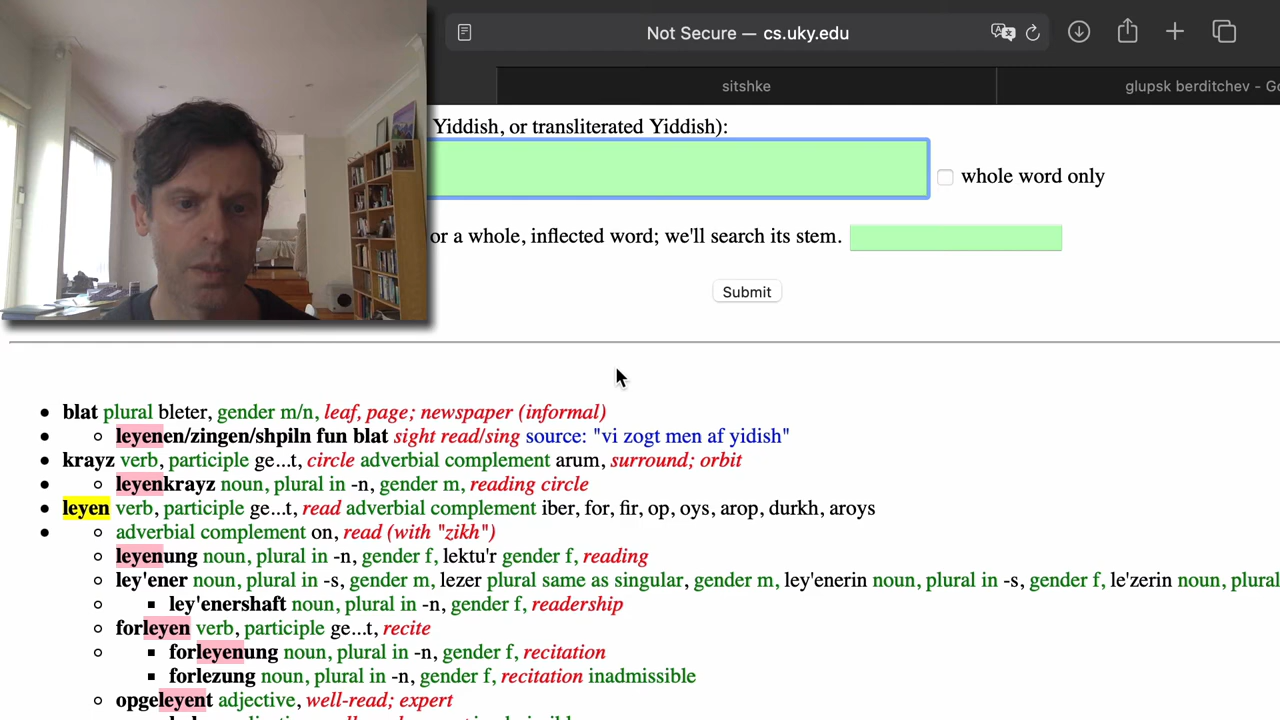 Not Secure — cs.uky.edu
sitshke
glupsk berditchev - Go
Yiddish, or transliterated Yiddish):
whole word only
or a whole, inflected word; we'll search its stem.
Submit
• blat plural bleter, gender m/n, leaf, page; newspaper (informal)
• ○ leyenen/zingen/shpiln fun blat sight read/sing source: "vi zogt men af yidish"
• krayz verb, participle ge...t, circle adverbial complement arum, surround; orbit
• ○ leyenkrayz noun, plural in -n, gender m, reading circle
• leyen verb, participle ge...t, read adverbial complement iber, for, fir, op, oys, arop, durkh, aroys
• ○ adverbial complement on, read (with "zikh")
○ leyenung noun, plural in -n, gender f, lektu'r gender f, reading
○ ley'ener noun, plural in -s, gender m, lezer plural same as singular, gender m, ley'enerin noun, plural in -s, gender f, le'zerin noun, plural
○ ▪ ley'enershaft noun, plural in -n, gender f, readership
○ forleyen verb, participle ge...t, recite
○ ▪ forleyenung noun, plural in -n, gender f, recitation
▪ forlezung noun, plural in -n, gender f, recitation inadmissible
○ opgeleyent adjective, well-read; expert